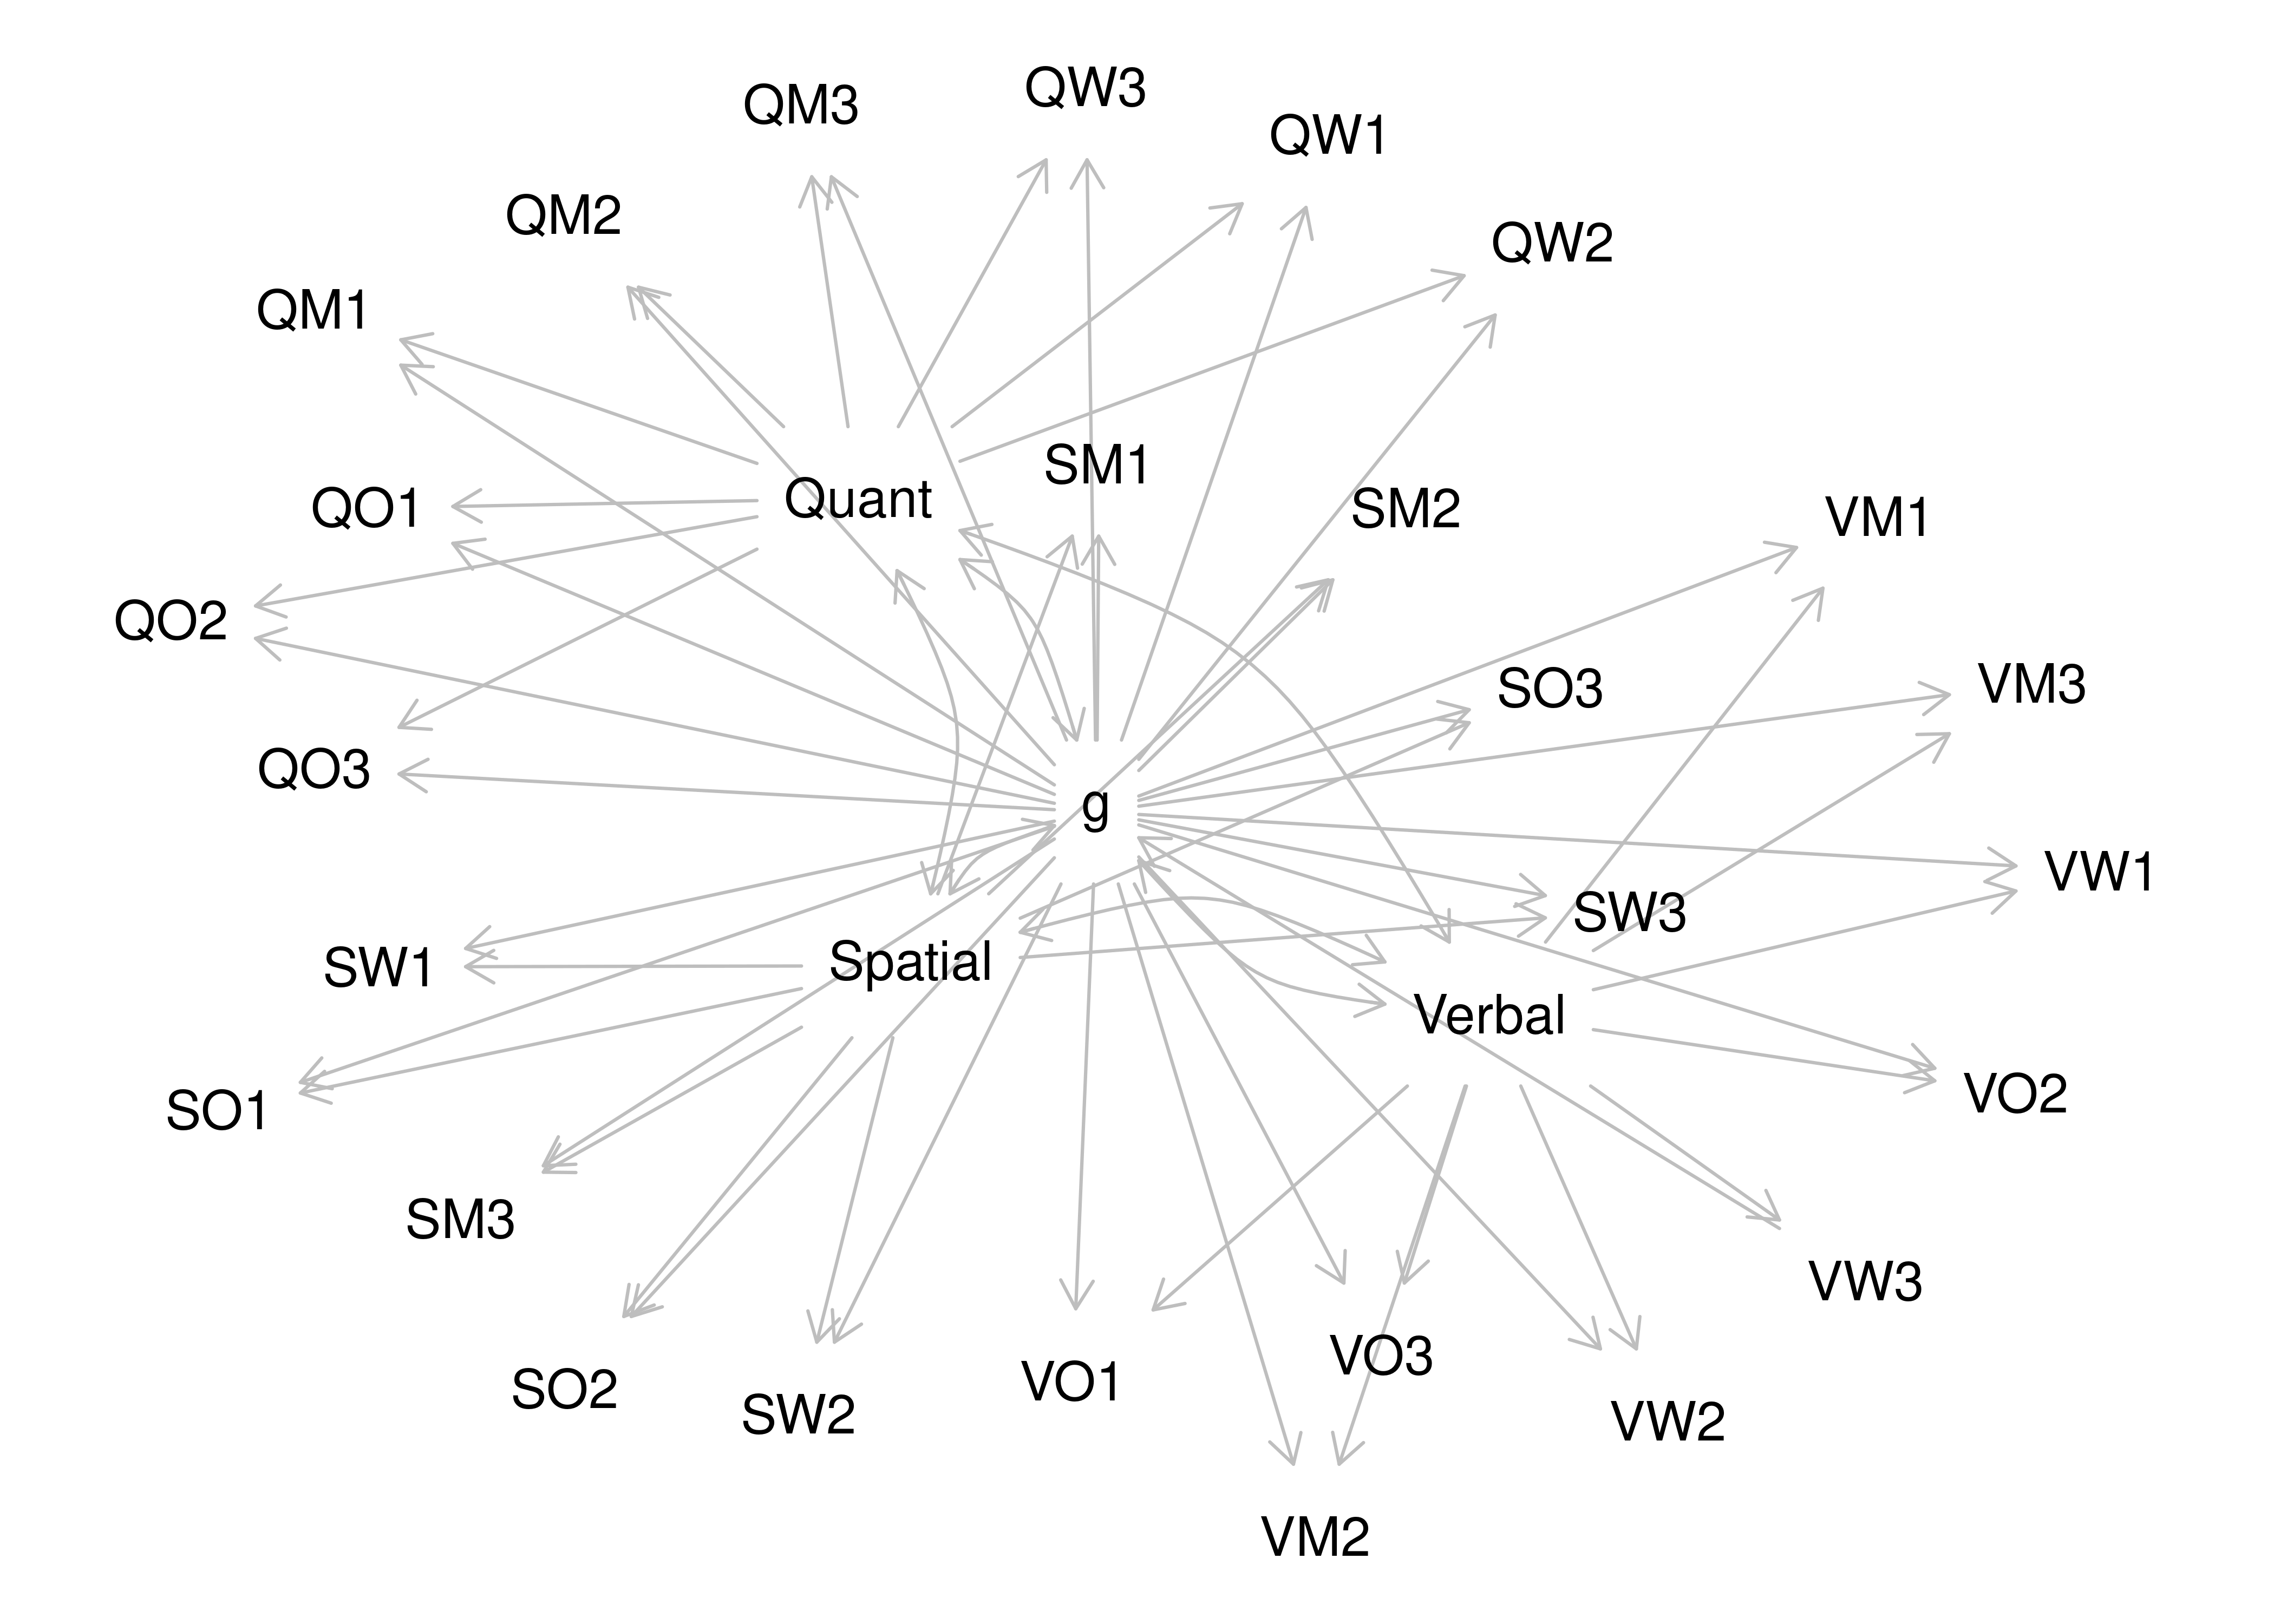 QW3
QM3
QW1
QM2
QW2
QM1
SM1
Quant
QO1
SM2
VM1
QO2
VM3
SO3
QO3
g
VW1
SW3
Spatial
SW1
Verbal
VO2
SO1
SM3
VW3
VO3
VO1
SO2
SW2
VW2
VM2